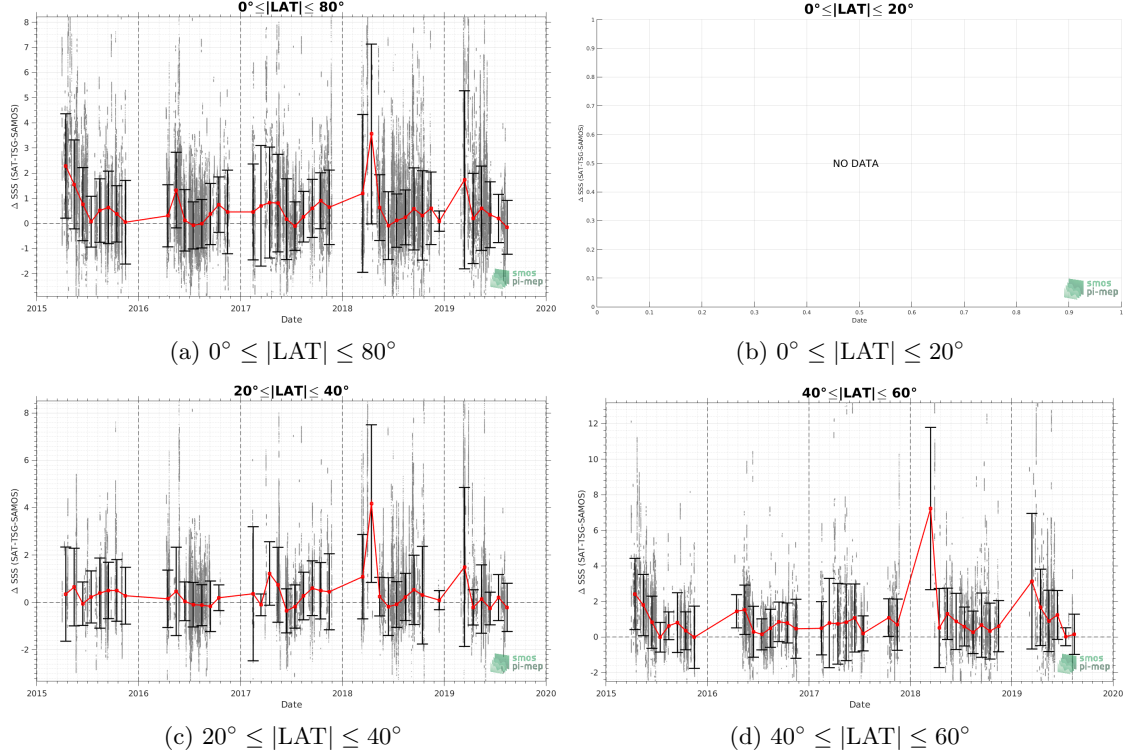 0°≤|LAT|≤ 80°
Δ SSS (SAT-TSG-SAMOS)
8
7
6
5
4
3
2
1
0
-1
-2
2015
2016
2017
2018
2019
2020
Date
smos
pi-mep
(a) 0° ≤ |LAT| ≤ 80°
0°≤|LAT|≤ 20°
Δ SSS (SAT-TSG-SAMOS)
1
0.9
0.8
0.7
0.6
0.5
0.4
0.3
0.2
0.1
0
NO DATA
0
0.1
0.2
0.3
0.4
0.5
0.6
0.7
0.8
0.9
1
Date
smos
pi-mep
(b) 0° ≤ |LAT| ≤ 20°
20°≤|LAT|≤ 40°
Δ SSS (SAT-TSG-SAMOS)
8
6
4
2
0
-2
2015
2016
2017
2018
2019
2020
Date
smos
pi-mep
(c) 20° ≤ |LAT| ≤ 40°
40°≤|LAT|≤ 60°
Δ SSS (SAT-TSG-SAMOS)
12
10
8
6
4
2
0
-2
2015
2016
2017
2018
2019
2020
Date
smos
pi-mep
(d) 40° ≤ |LAT| ≤ 60°